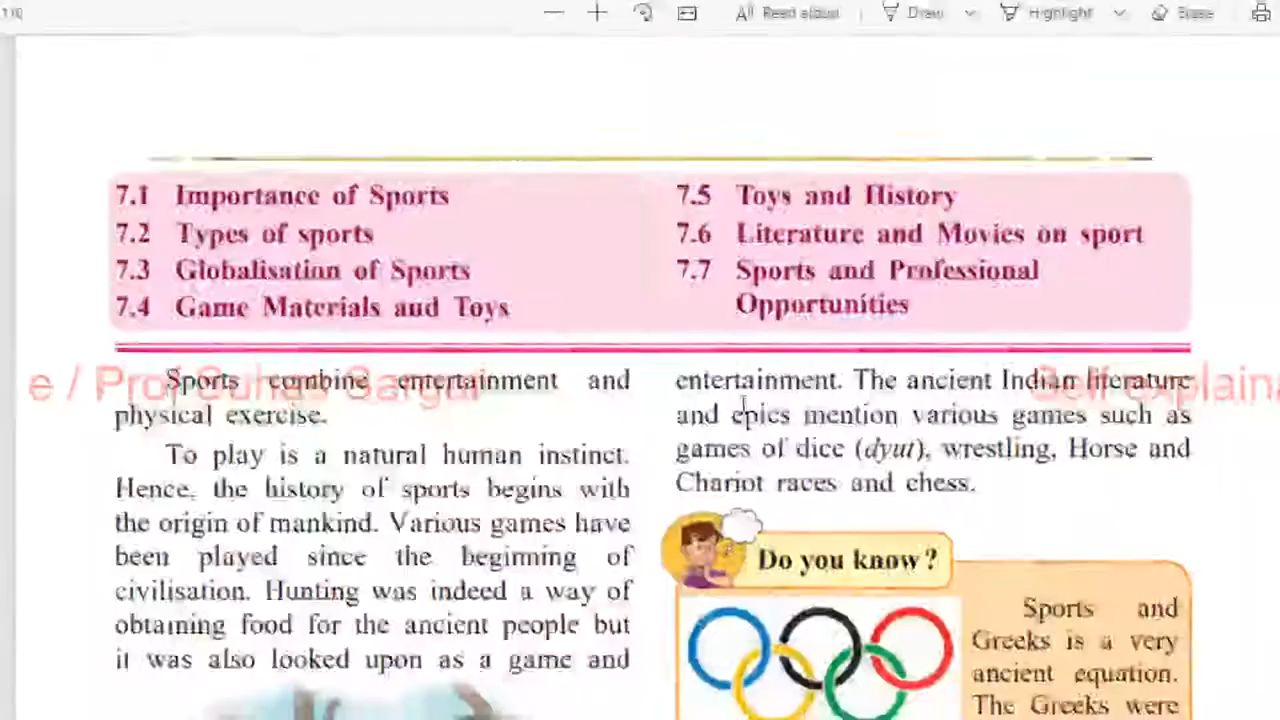 Read aloud
Draw
Highlight
Erase
7.1 Importance of Sports
7.2 Types of sports
7.3 Globalisation of Sports
7.4 Game Materials and Toys
7.5 Toys and History
7.6 Literature and Movies on sport
7.7 Sports and Professional
Opportunities
e / Prof Suhas Sargar
Self explain
Sports combine entertainment and
physical exercise.
To play is a natural human instinct.
Hence, the history of sports begins with
the origin of mankind. Various games have
been played since the beginning of
civilisation. Hunting was indeed a way of
obtaining food for the ancient people but
it was also looked upon as a game and
entertainment. The ancient Indian literature
and epics mention various games such as
games of dice (dyut), wrestling, Horse and
Chariot races and chess.
Do you know ?
Sports and
Greeks is a very
ancient equation.
The Greeks were